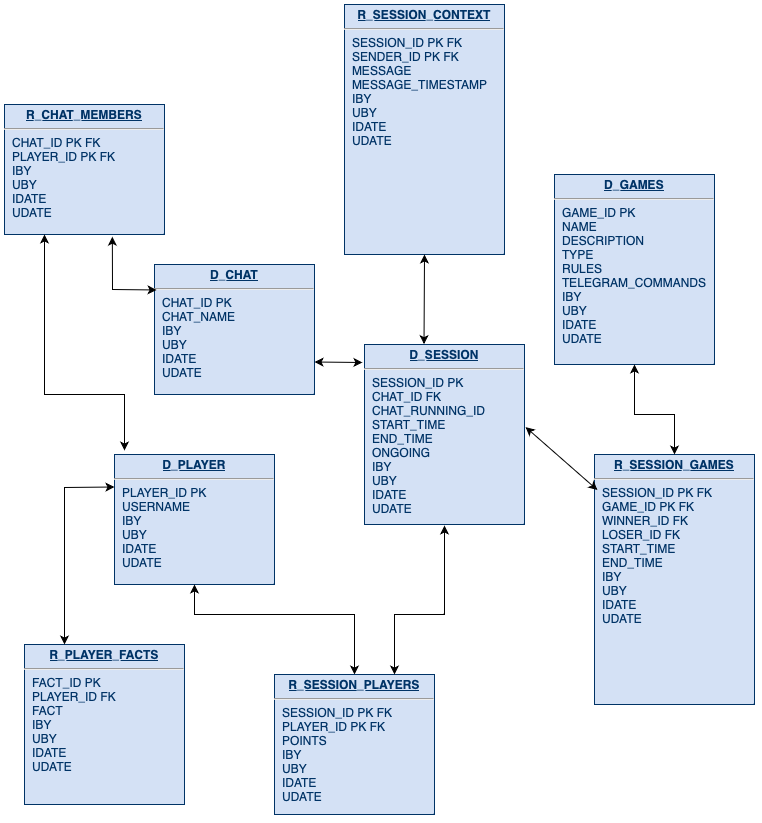 R_SESSION_CONTEXT
SESSION_ID PK FK
SENDER_ID PK FK
MESSAGE
MESSAGE_TIMESTAMP
IBY
UBY
IDATE
UDATE
R_CHAT_MEMBERS
CHAT_ID PK FK
PLAYER_ID PK FK
IBY
UBY
IDATE
UDATE
D_GAMES
GAME_ID PK
NAME
DESCRIPTION
TYPE
RULES
TELEGRAM_COMMANDS
IBY
UBY
IDATE
UDATE
D_CHAT
CHAT_ID PK
CHAT_NAME
IBY
UBY
IDATE
UDATE
D_SESSION
SESSION_ID PK
CHAT_ID FK
CHAT_RUNNING_ID
START_TIME
END_TIME
ONGOING
IBY
UBY
IDATE
UDATE
D_PLAYER
PLAYER_ID PK
USERNAME
IBY
UBY
IDATE
UDATE
R_SESSION_GAMES
SESSION_ID PK FK
GAME_ID PK FK
WINNER_ID FK
LOSER_ID FK
START_TIME
END_TIME
IBY
UBY
IDATE
UDATE
R_PLAYER_FACTS
FACT_ID PK
PLAYER_ID FK
FACT
IBY
UBY
IDATE
UDATE
R_SESSION_PLAYERS
SESSION_ID PK FK
PLAYER_ID PK FK
POINTS
IBY
UBY
IDATE
UDATE